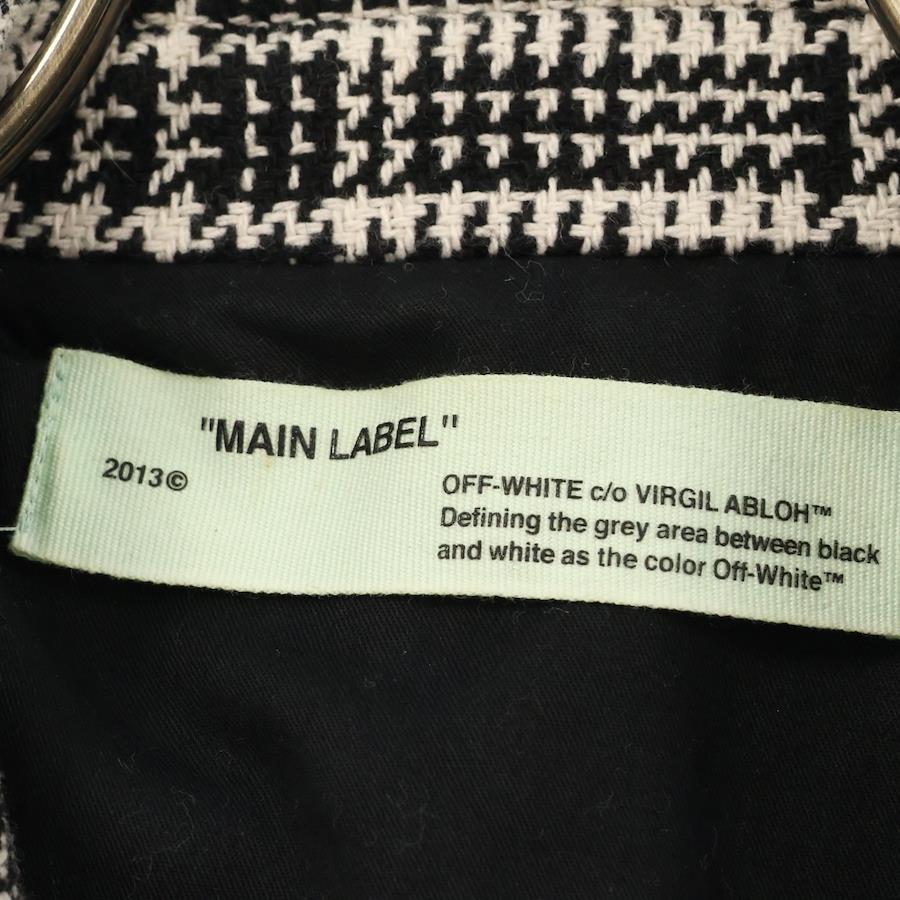 "MAIN LABEL"
2013©
OFF-WHITE c/o VIRGIL ABLOH™
Defining the grey area between black
and white as the color Off-White™